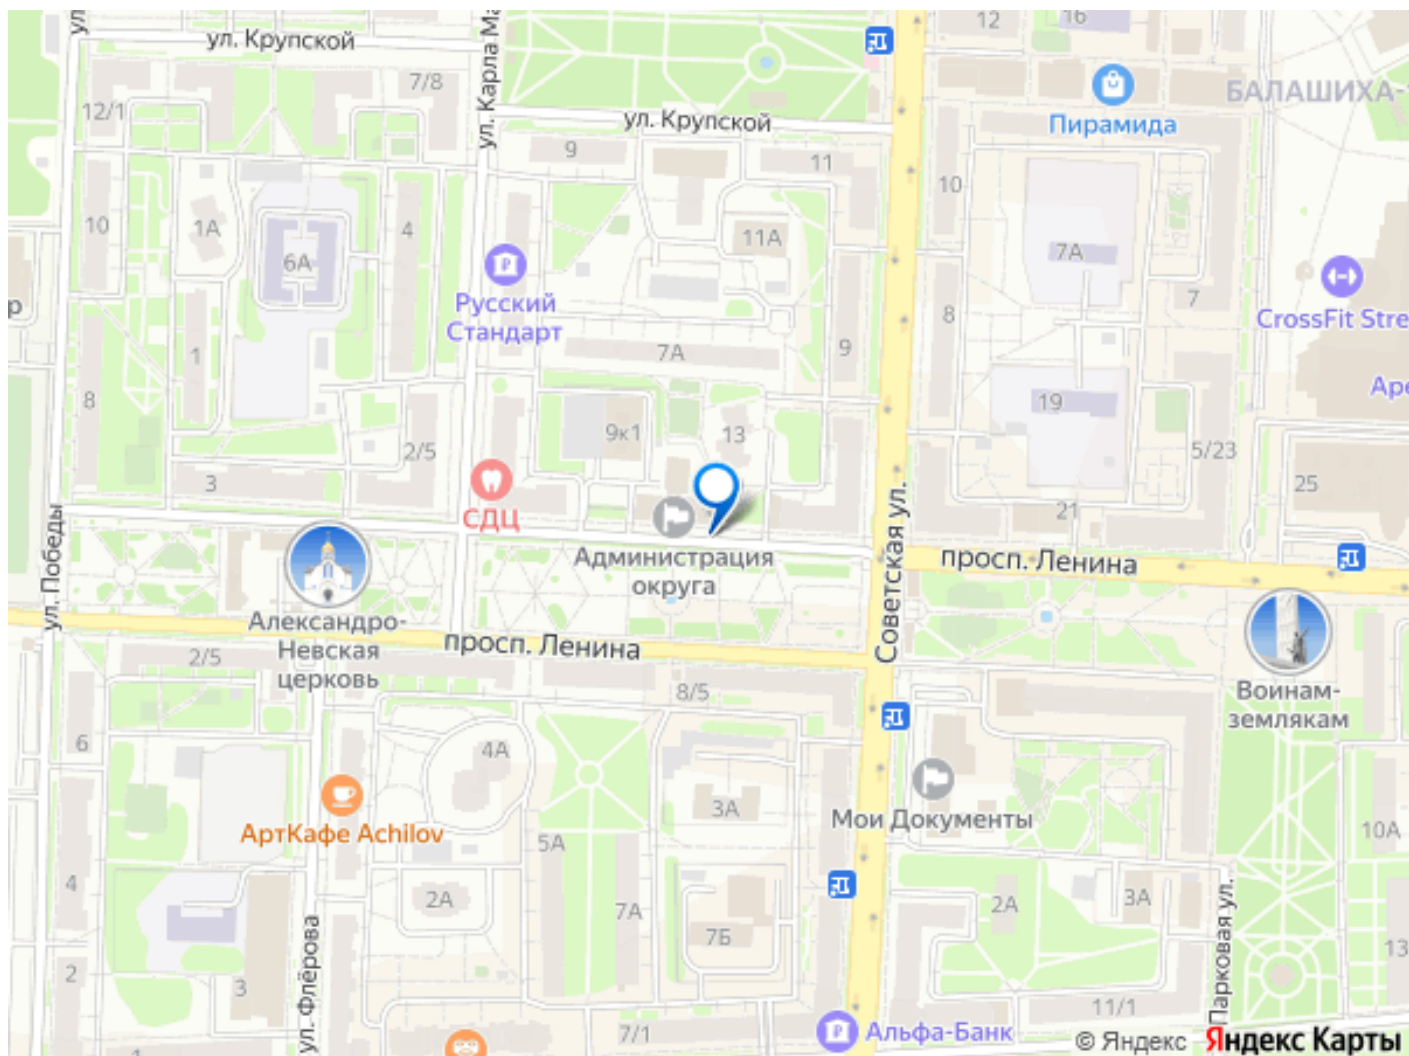 ул. Крупской
ул. Карла Ма
12
16
7/8
12/1
БАЛАШИХА-
Пирамида
ул. Крупской
9
11
10
10
1А
4
6А
11А
7А
7
8
9
Русский
Стандарт
CrossFit Stre
1
7А
8
19
Аре
9к1
13
2/5
5/23
3
25
СДЦ
21
ул. Победы
Администрация
округа
Советская ул.
просп. Ленина
Александро-
Невская
церковь
просп. Ленина
2/5
8/5
Воинам-
землякам
6
4А
3А
Мои Документы
АртКафе Achilov
10А
5А
4
2А
7А
2А
3А
7Б
ул. Флёрова
Парковая ул.
2
3
13
11/1
7/1
Альфа-Банк
1
© Яндекс
Яндекс Карты